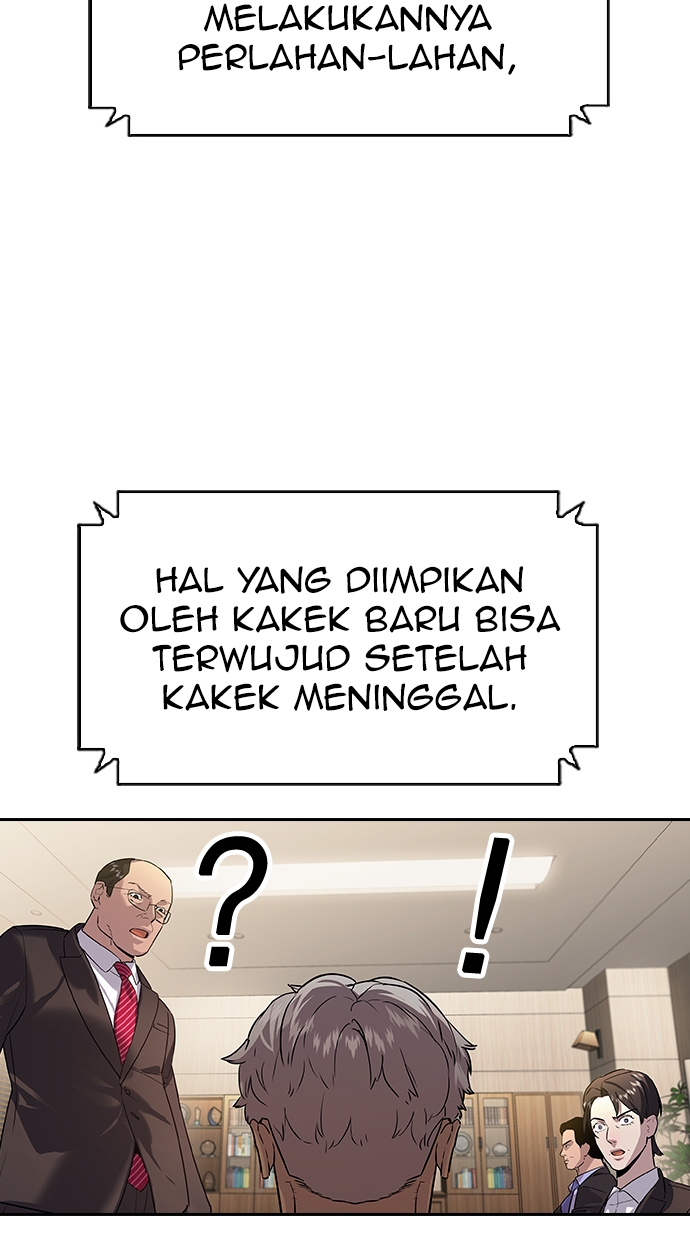 MELAKUKANNYA
PERLAHAN-LAHAN,
HAL YANG DIIMPIKAN
OLEH KAKEK BARU BISA
TERWUJUD SETELAH
KAKEK MENINGGAL.
? !